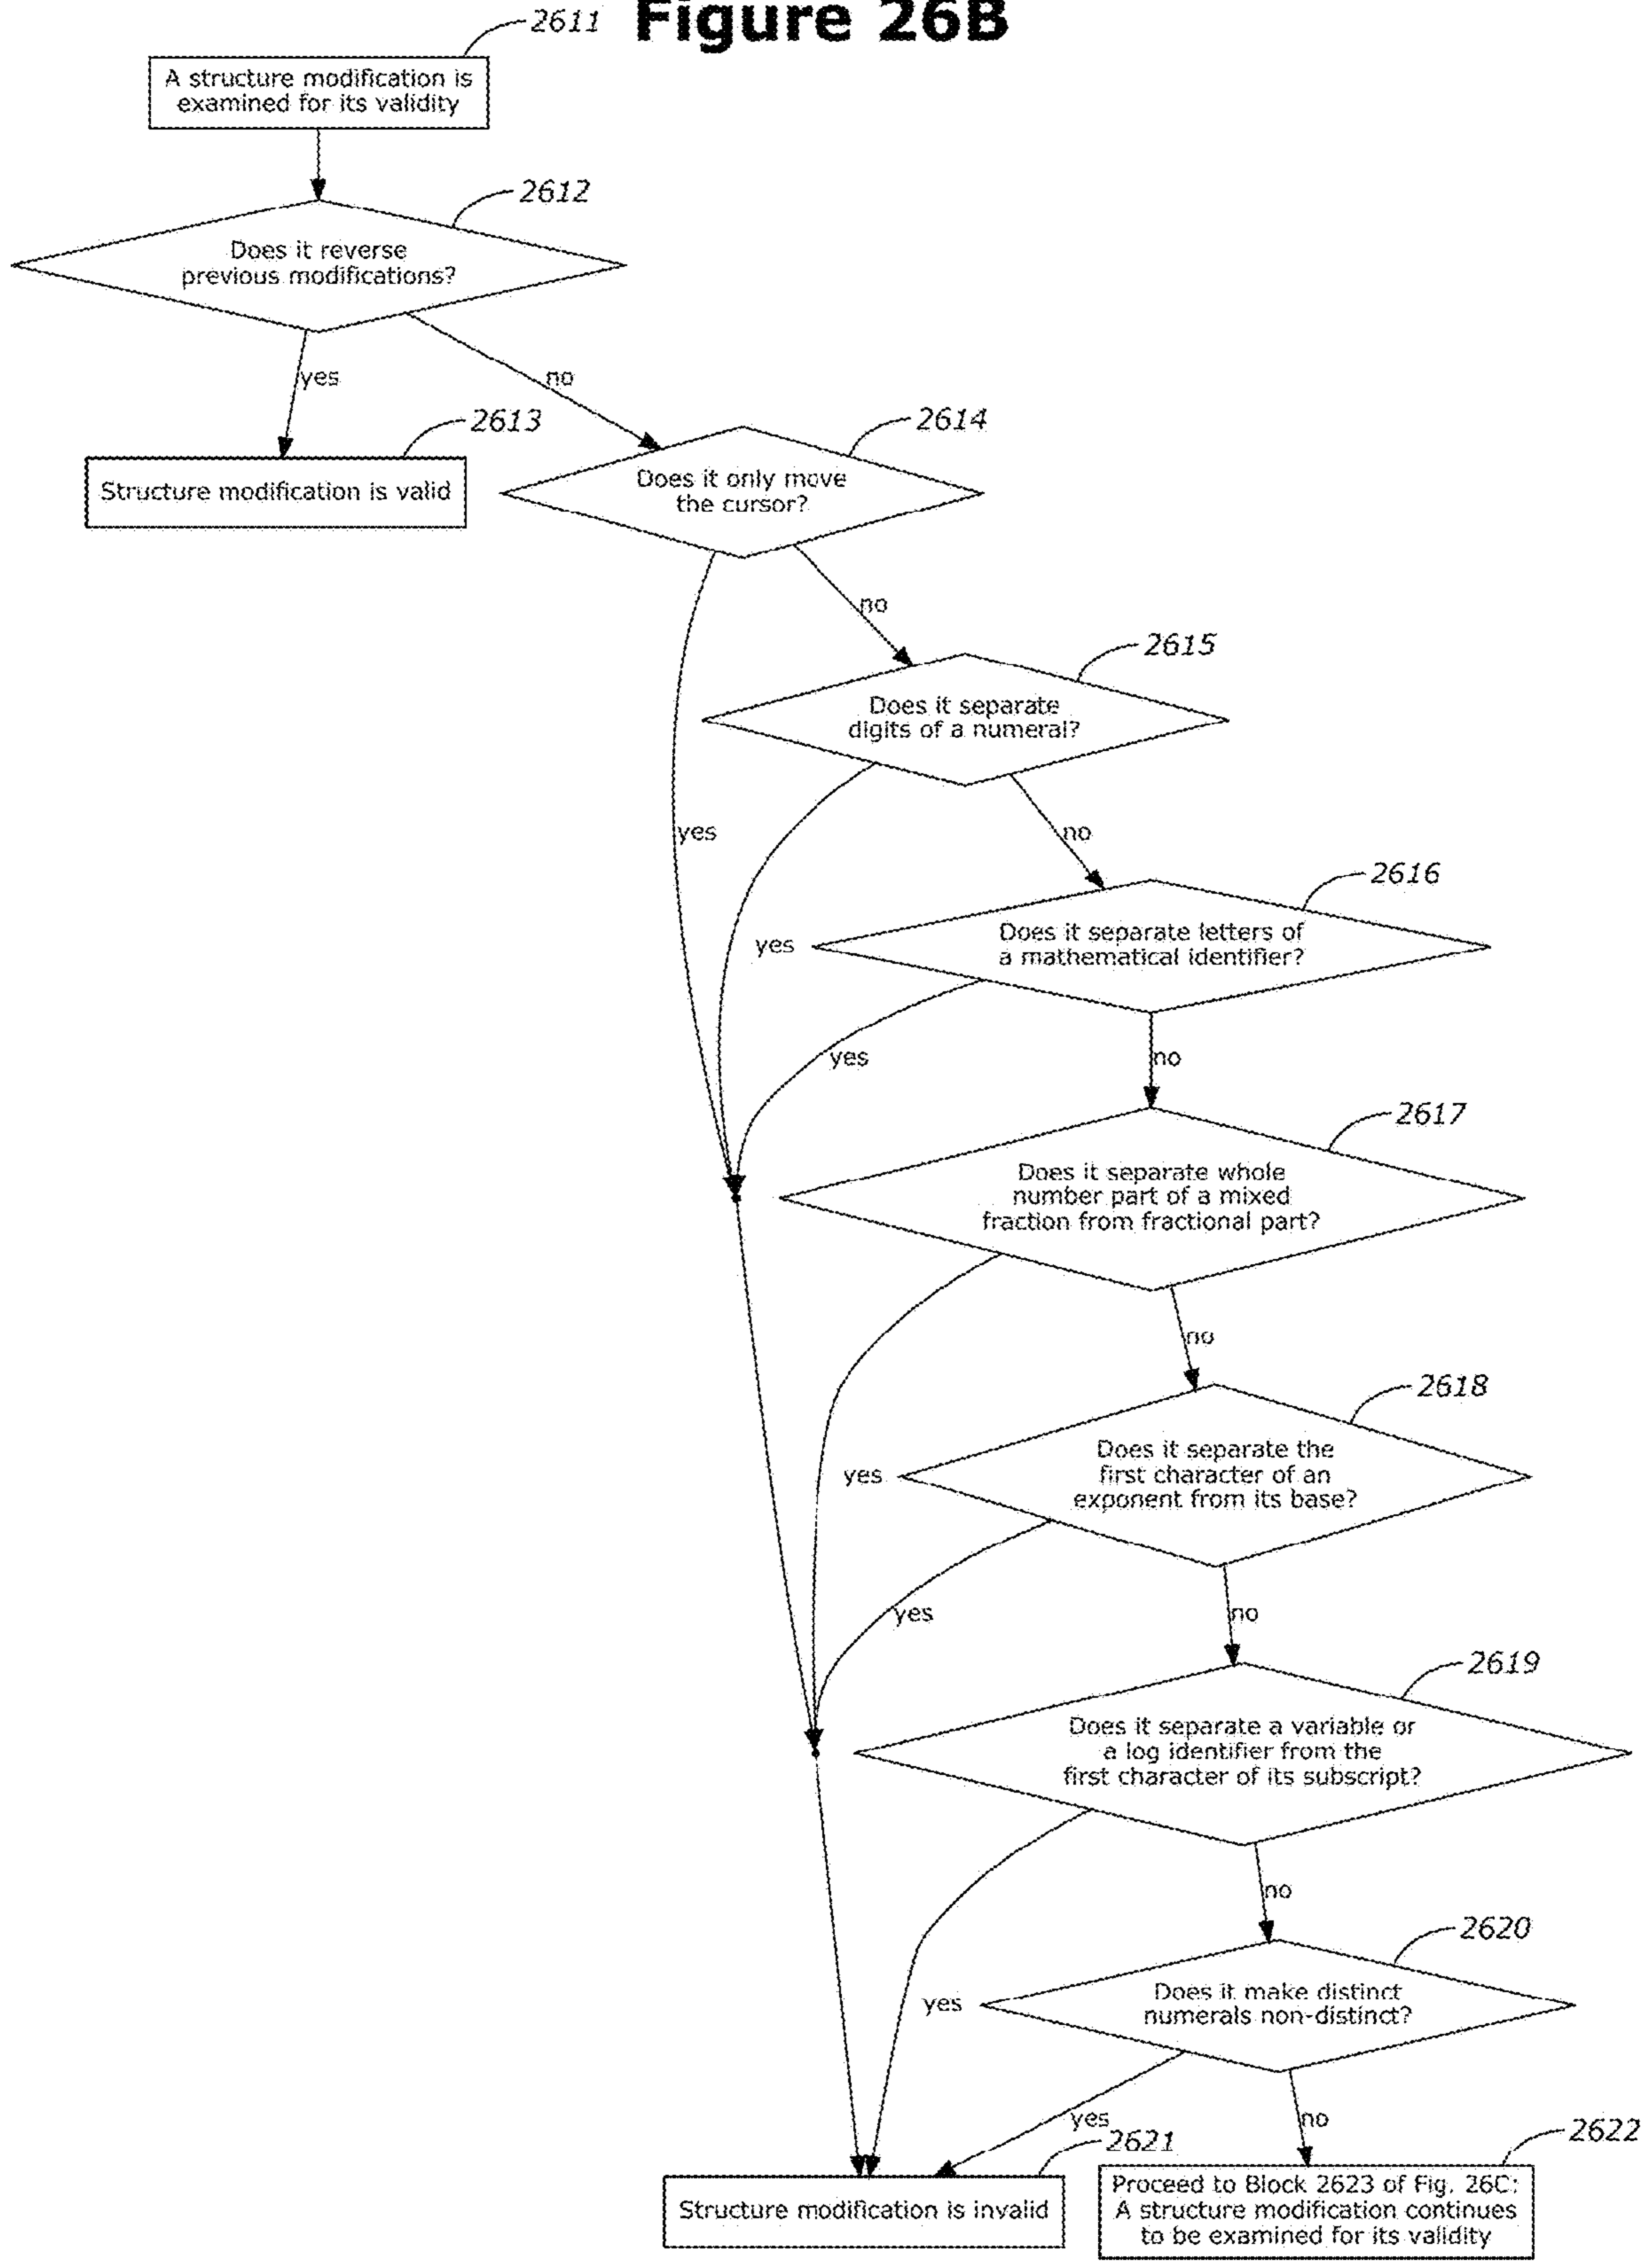 Figure 26B
2611
A structure modification is
examined for its validity
2612
Does it reverse
previous modifications?
yes
no
2613
Structure modification is valid
2614
Does it only move
the cursor?
no
2615
Does it separate
digits of a numeral?
yes
no
2616
Does it separate letters of
a mathematical identifier?
yes
yes
no
2617
Does it separate whole
number part of a mixed
fraction from fractional part?
no
2618
Does it separate the
first character of an
exponent from its base?
yes
yes
no
2619
Does it separate a variable or
a log identifier from the
first character of its subscript?
no
2620
Does it make distinct
numerals non-distinct?
yes
yes
no
2621
2622
Structure modification is invalid
Proceed to Block 2623 of Fig. 26C:
A structure modification continues
to be examined for its validity